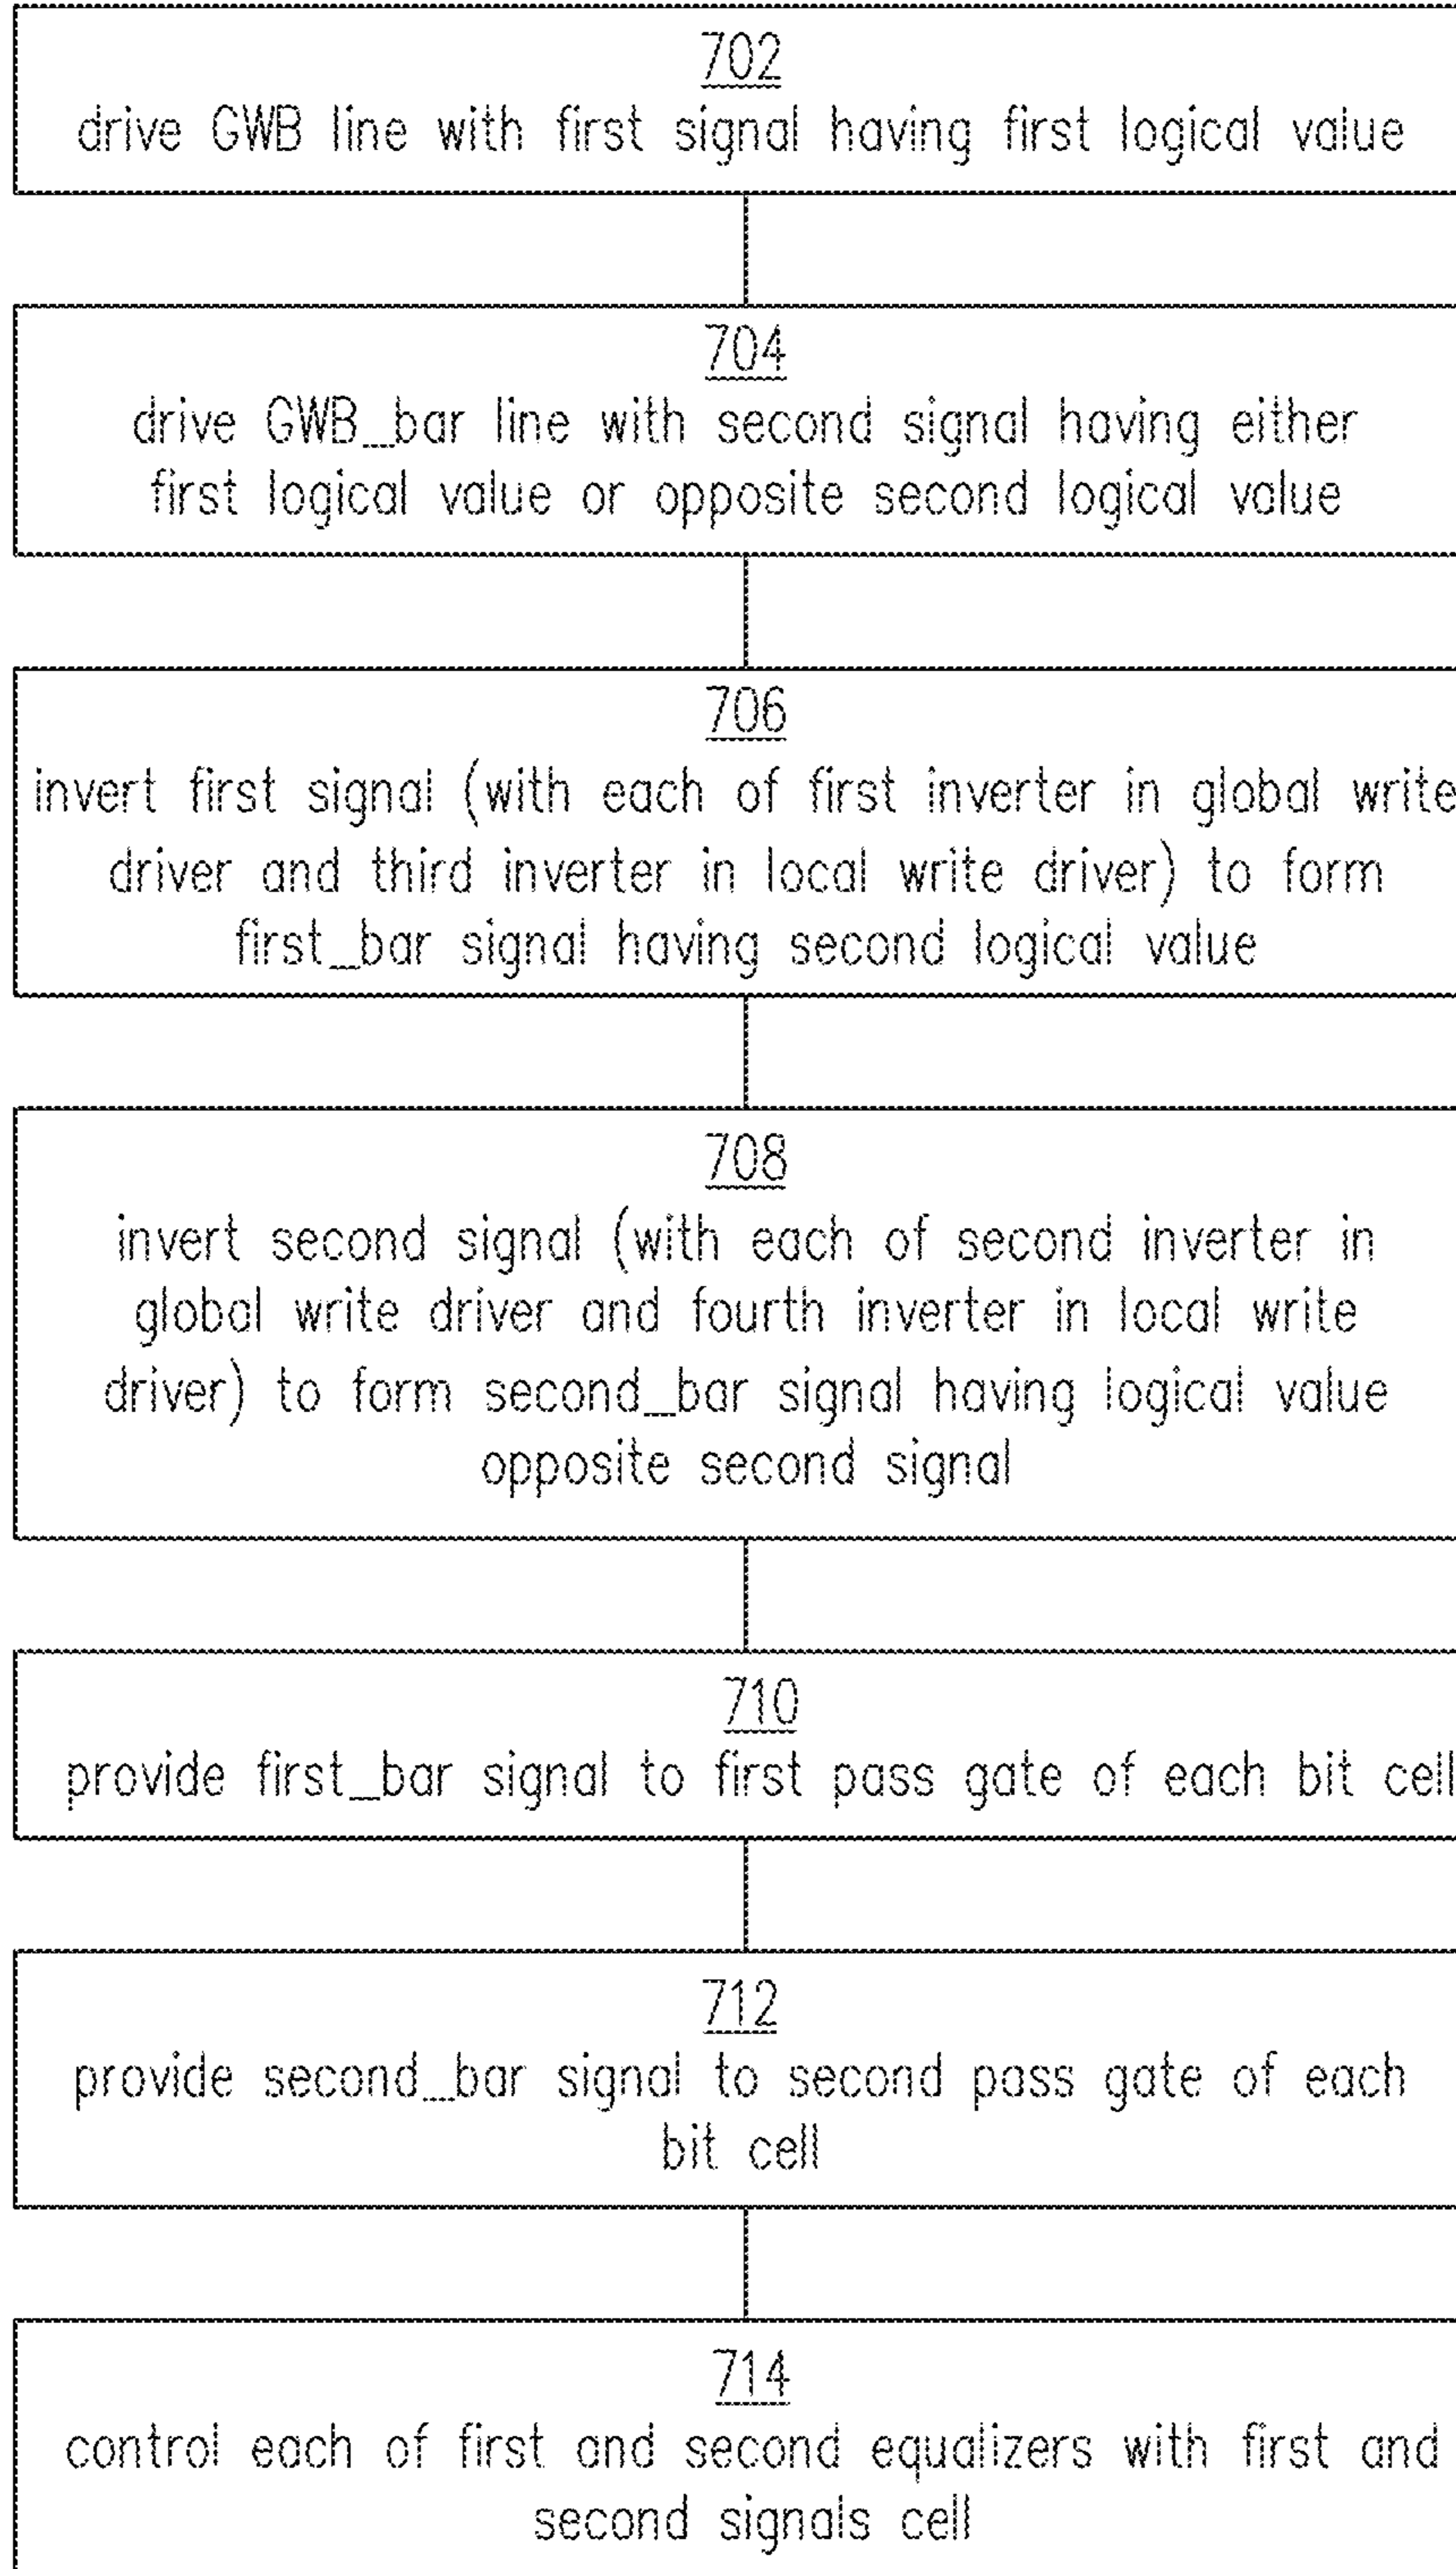 702
drive GWB line with first signal having first logical value
704
drive GWB_bar line with second signal having either
first logical value or opposite second logical value
706
invert first signal (with each of first inverter in global write
driver and third inverter in local write driver) to form
first_bar signal having second logical value
708
invert second signal (with each of second inverter in
global write driver and fourth inverter in local write
driver) to form second_bar signal having logical value
opposite second signal
710
provide first_bar signal to first pass gate of each bit cell
712
provide second_bar signal to second pass gate of each
bit cell
714
control each of first and second equalizers with first and
second signals cell